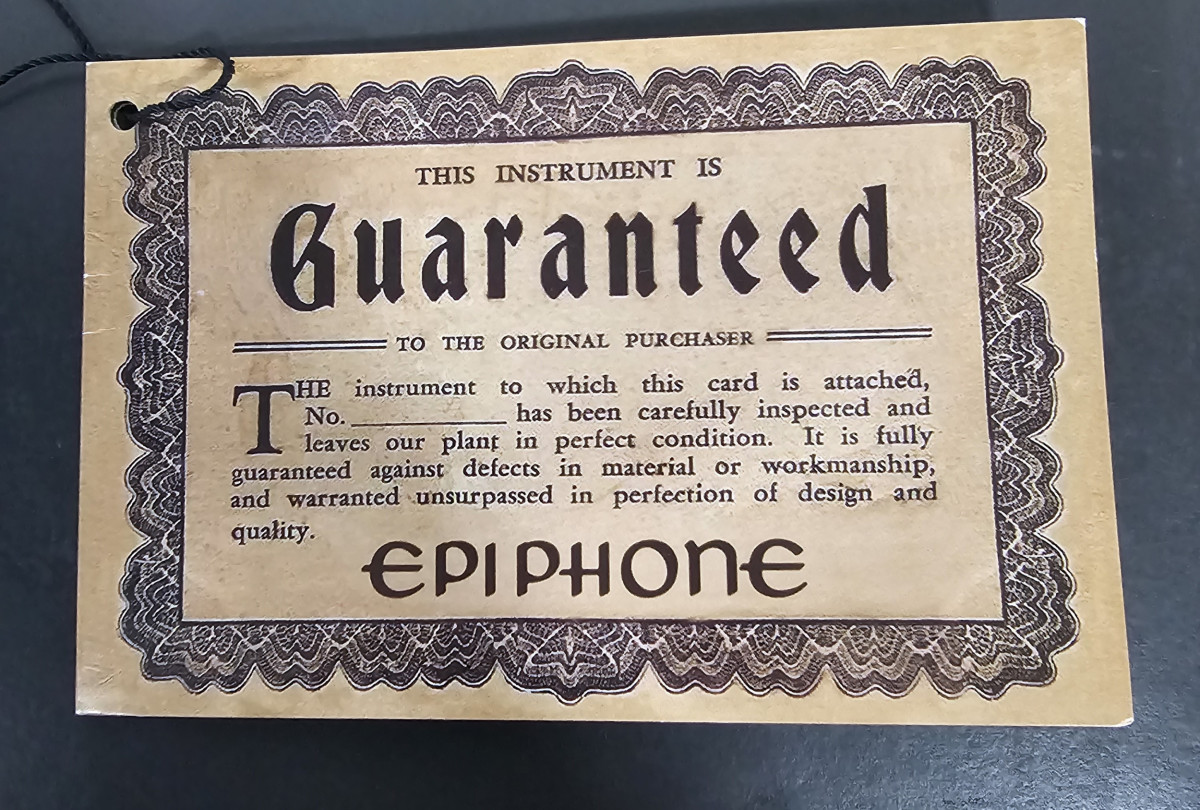 THIS INSTRUMENT IS
Guaranteed
TO THE ORIGINAL PURCHASER
THE instrument to which this card is attached,
No.__________ has been carefully inspected and
leaves our plant in perfect condition. It is fully
guaranteed against defects in material or workmanship,
and warranted unsurpassed in perfection of design and
quality.
EPIPHONE